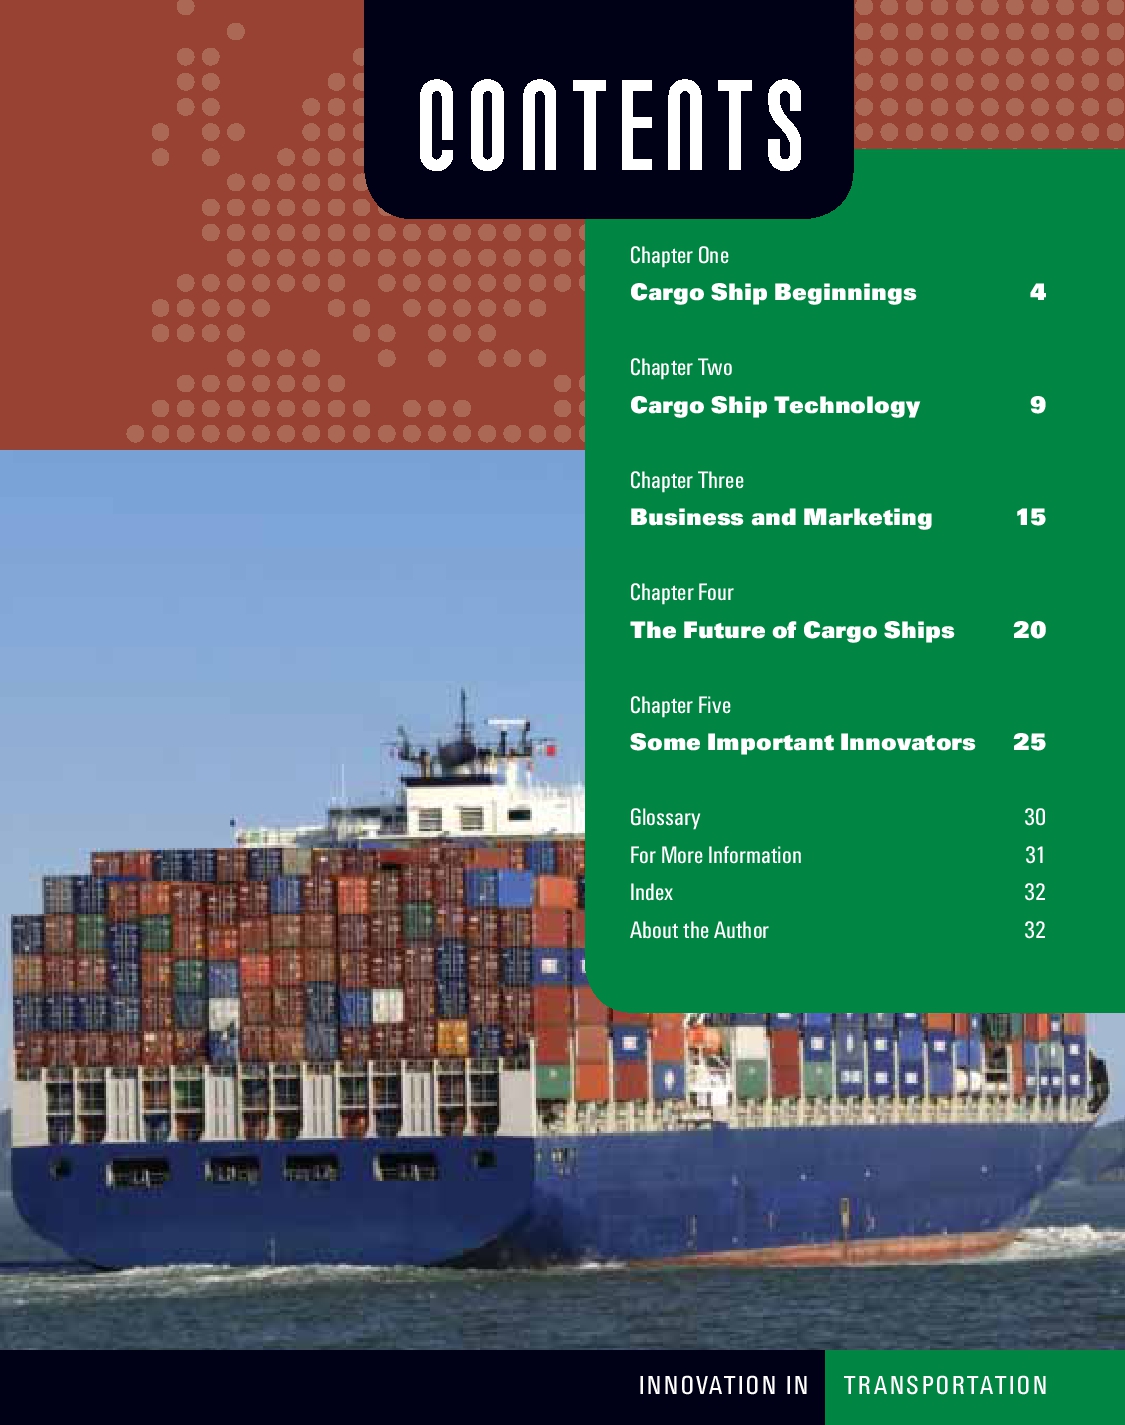 CONTENTS
Chapter One
Cargo Ship Beginnings 4
Chapter Two
Cargo Ship Technology 9
Chapter Three
Business and Marketing 15
Chapter Four
The Future of Cargo Ships 20
Chapter Five
Some Important Innovators 25
Glossary 30
For More Information 31
Index 32
About the Author 32
INNOVATION IN TRANSPORTATION